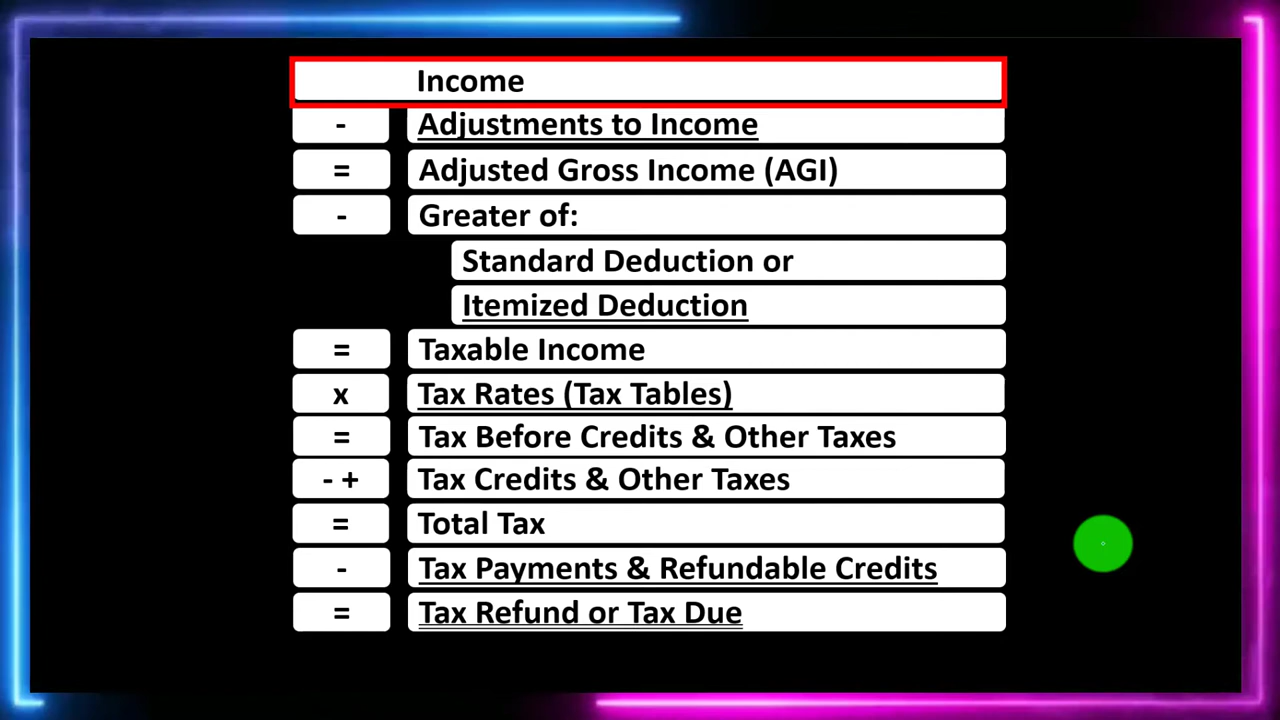 Income
- Adjustments to Income
= Adjusted Gross Income (AGI)
- Greater of:
Standard Deduction or
Itemized Deduction
= Taxable Income
x Tax Rates (Tax Tables)
= Tax Before Credits & Other Taxes
- + Tax Credits & Other Taxes
= Total Tax
- Tax Payments & Refundable Credits
= Tax Refund or Tax Due